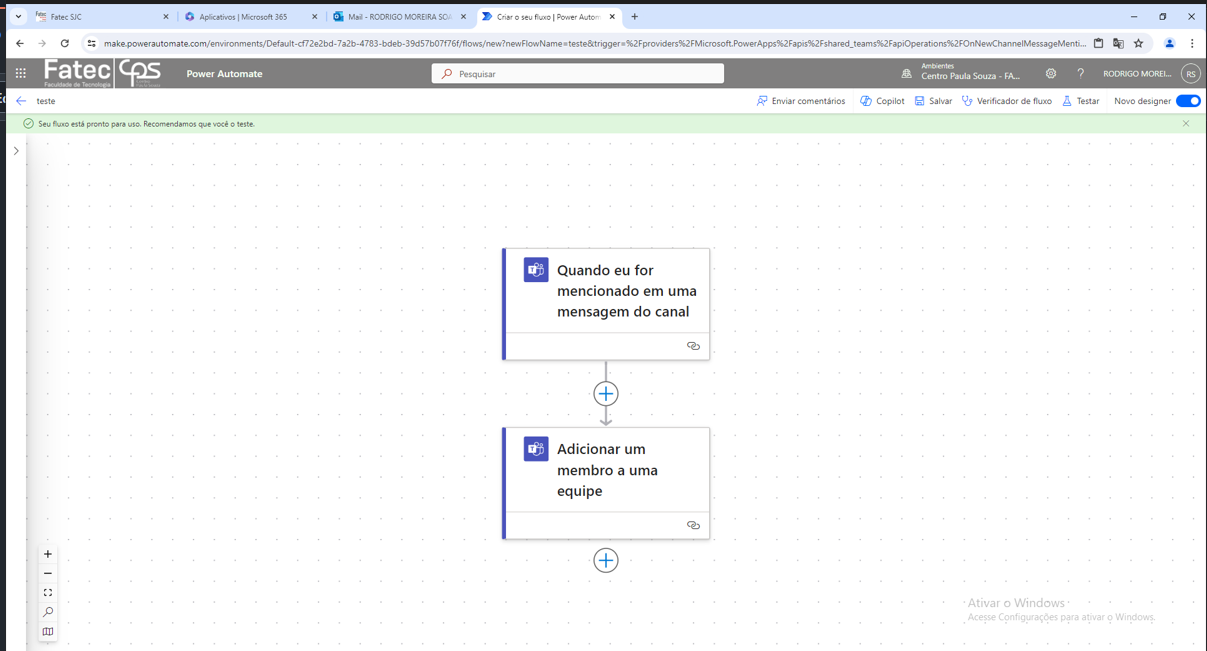 Fatec SJC
Aplicativos | Microsoft 365
Mail - RODRIGO MOREIRA SOA
Criar o seu fluxo | Power Autom
make.powerautomate.com/environments/Default-cf72e2bd-7a2b-4783-bdeb-39d57b07f76f/flows/new?newFlowName=teste&trigger=%2Fproviders%2FMicrosoft.PowerApps%2Fapis%2Fshared_teams%2FapiOperations%2FOnNewChannelMessageMenti...
Fatec
Faculdade de Tecnologia
CPS
Power Automate
Pesquisar
Ambientes
Centro Paula Souza - FA...
?
RODRIGO MOREI...
RS
teste
Enviar comentários
Copilot
Salvar
Verificador de fluxo
Testar
Novo designer
Seu fluxo está pronto para uso. Recomendamos que você o teste.
Quando eu for
mencionado em uma
mensagem do canal
Adicionar um
membro a uma
equipe
Ativar o Windows
Acesse Configurações para ativar o Windows.